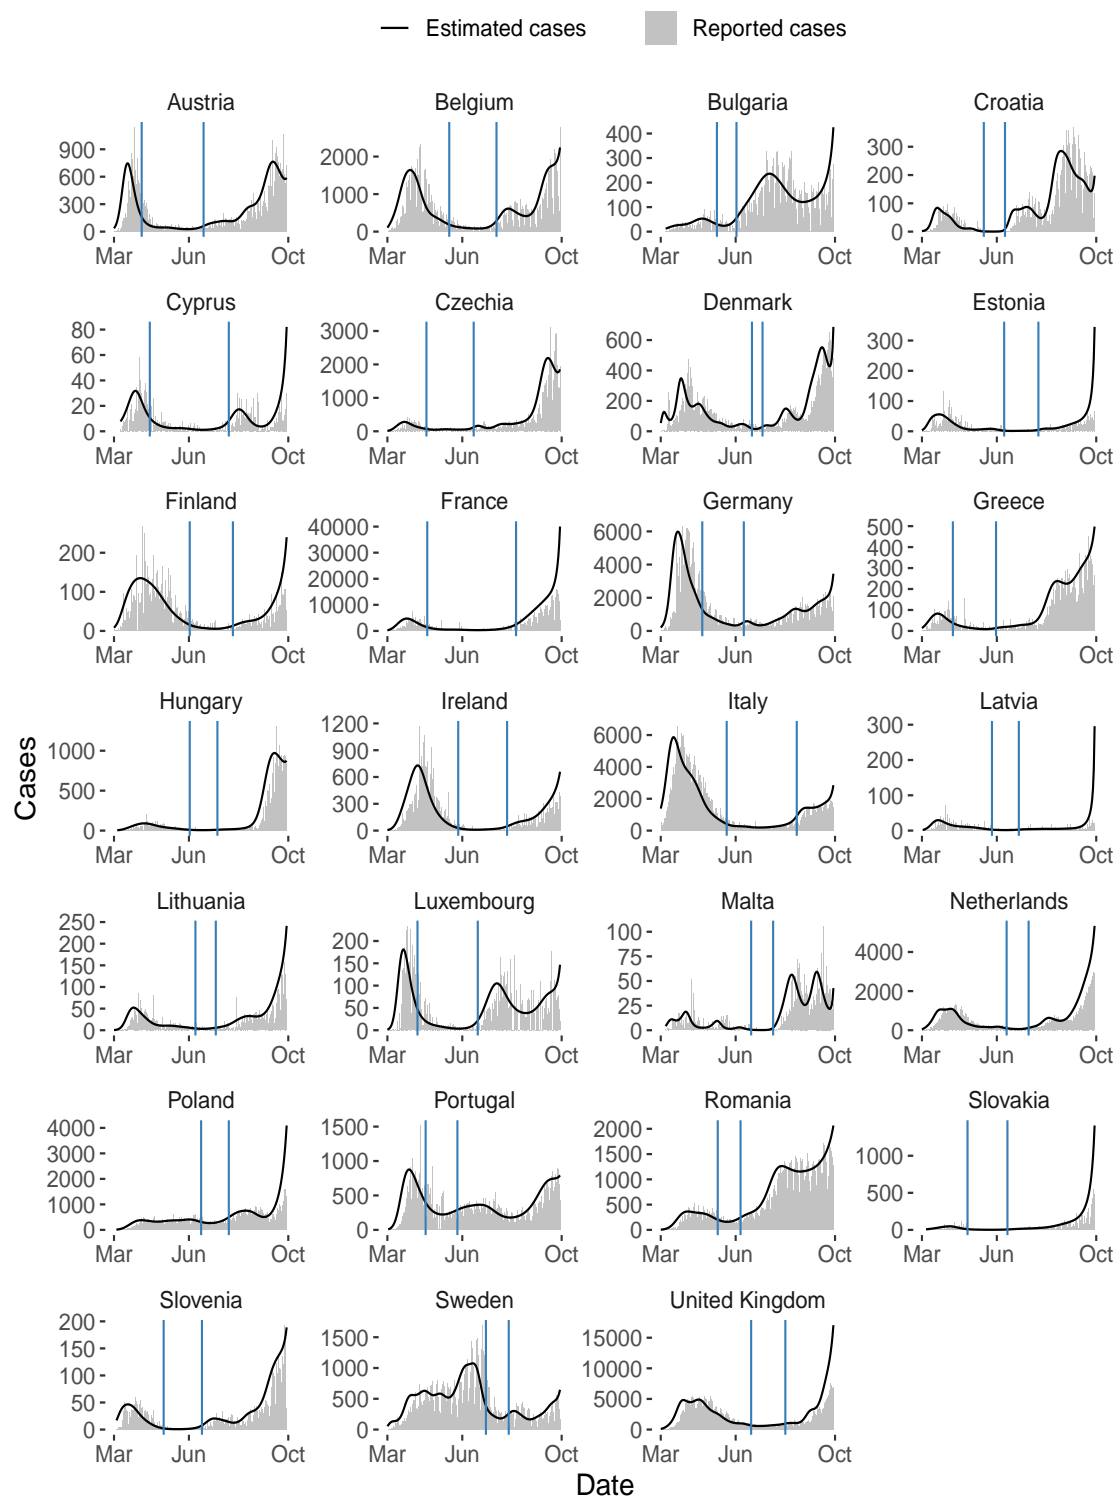 Estimated cases Reported cases
Austria Belgium Bulgaria Croatia
900 600 300 0 2000 1000 0 400 300 200 100 0 300 200 100 0
Mar Jun Oct Mar Jun Oct Mar Jun Oct Mar Jun Oct
Cyprus Czechia Denmark Estonia
80 60 40 20 0 3000 2000 1000 0 600 400 200 0 300 200 100 0
Mar Jun Oct Mar Jun Oct Mar Jun Oct Mar Jun Oct
Finland France Germany Greece
200 100 0 40000 30000 20000 10000 0 6000 4000 2000 0 500 400 300 200 100 0
Mar Jun Oct Mar Jun Oct Mar Jun Oct Mar Jun Oct
Hungary Ireland Italy Latvia
1000 500 0 1200 900 600 300 0 6000 4000 2000 0 300 200 100 0
Mar Jun Oct Mar Jun Oct Mar Jun Oct Mar Jun Oct
Cases
Lithuania Luxembourg Malta Netherlands
250 200 150 100 50 0 200 150 100 50 0 100 75 50 25 0 4000 2000 0
Mar Jun Oct Mar Jun Oct Mar Jun Oct Mar Jun Oct
Poland Portugal Romania Slovakia
4000 3000 2000 1000 0 1500 1000 500 0 2000 1500 1000 500 0 1000 500 0
Mar Jun Oct Mar Jun Oct Mar Jun Oct Mar Jun Oct
Slovenia Sweden United Kingdom
200 150 100 50 0 1500 1000 500 0 15000 10000 5000 0
Mar Jun Oct Mar Jun Oct Mar Jun Oct
Date